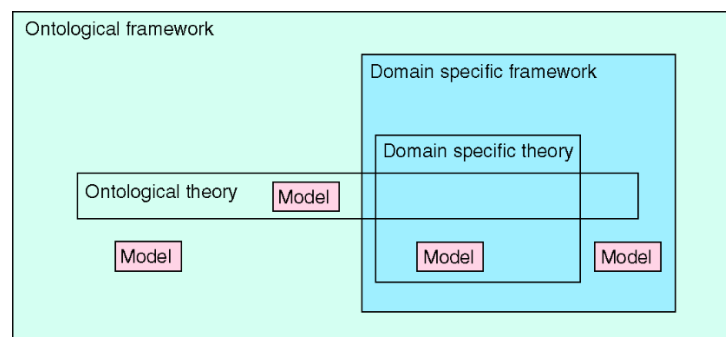 Ontological framework
Domain specific framework
Domain specific theory
Ontological theory
Model
Model
Model
Model